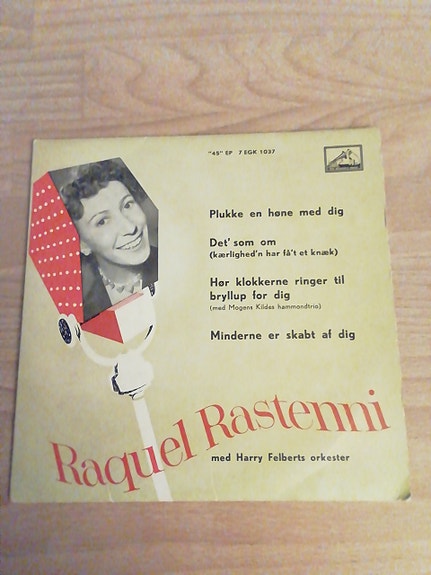 "45" EP 7 EGK 1037
Plukke en høne med dig
Det' som om
(kærlighed'n har få't et knæk)
Hør klokkerne ringer til
bryllup for dig
(med Mogens Kildes hammondtrio)
Minderne er skabt af dig
Raquel Rastenni
med Harry Felberts orkester